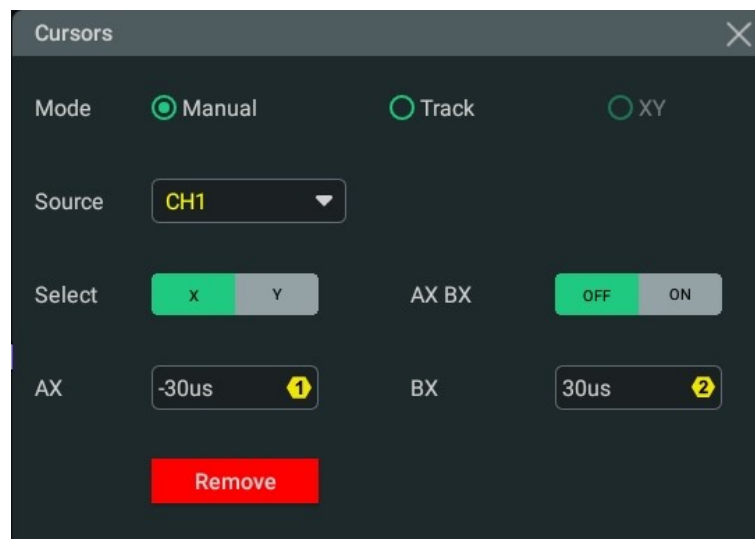 Cursors
Mode Manual Track XY
Source CH1
Select X Y AX BX OFF ON
AX -30us 1 BX 30us 2
Remove